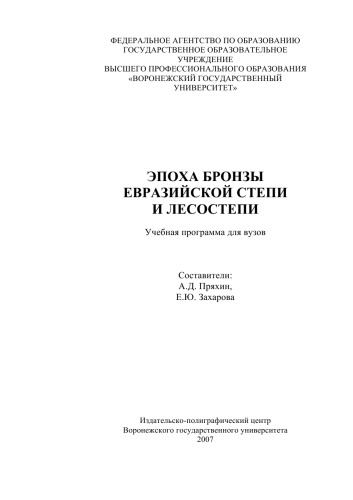 ФЕДЕРАЛЬНОЕ АГЕНТСТВО ПО ОБРАЗОВАНИЮ
ГОСУДАРСТВЕННОЕ ОБРАЗОВАТЕЛЬНОЕ
УЧРЕЖДЕНИЕ
ВЫСШЕГО ПРОФЕССИОНАЛЬНОГО ОБРАЗОВАНИЯ
«ВОРОНЕЖСКИЙ ГОСУДАРСТВЕННЫЙ
УНИВЕРСИТЕТ»
ЭПОХА БРОНЗЫ
ЕВРАЗИЙСКОЙ СТЕПИ
И ЛЕСОСТЕПИ
Учебная программа для вузов
Составители:
А.Д. Пряхин,
Е.Ю. Захарова
Издательско-полиграфический центр
Воронежского государственного университета
2007